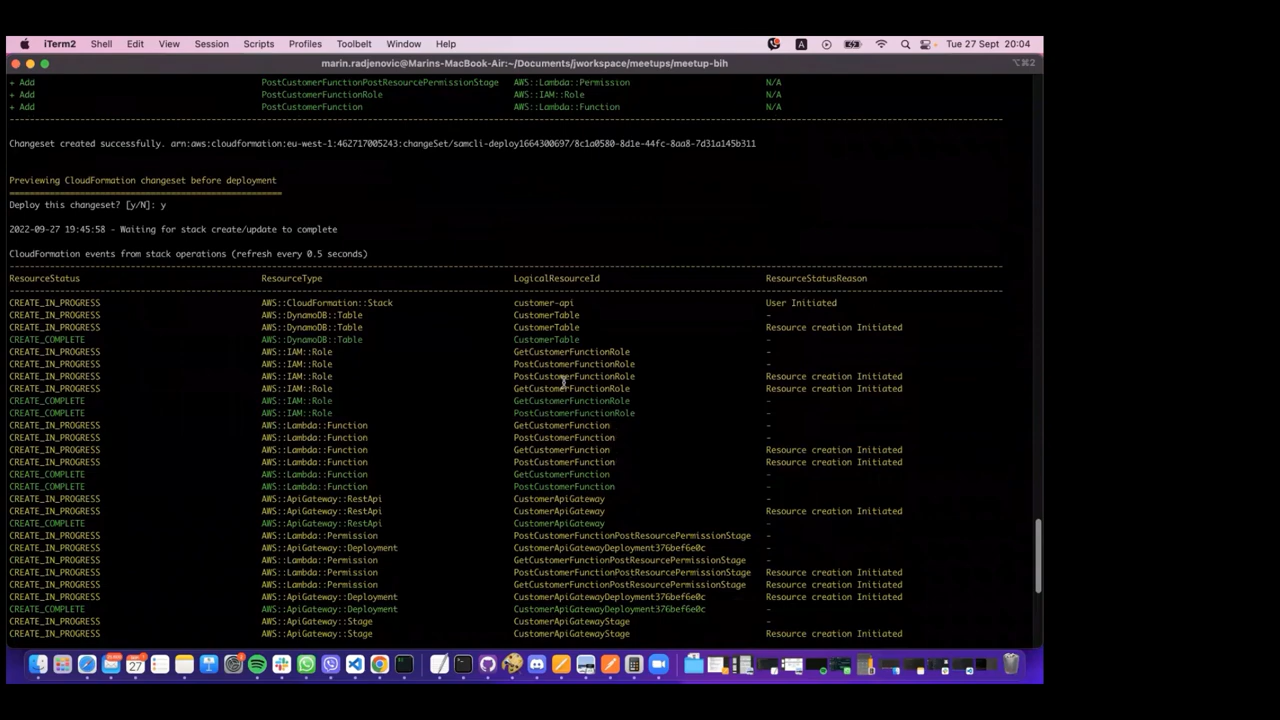 iTerm2 Shell Edit View Session Scripts Profiles Toolbelt Window Help A Tue 27 Sept 20:04
marin.radjenovic@Marins-MacBook-Air:~/Documents/jworkspace/meetups/meetup-bih ⌥⌘2
+ Add PostCustomerFunctionPostResourcePermissionStage AWS::Lambda::Permission N/A
+ Add PostCustomerFunctionRole AWS::IAM::Role N/A
+ Add PostCustomerFunction AWS::Lambda::Function N/A
Changeset created successfully. arn:aws:cloudformation:eu-west-1:462717005243:changeSet/samcli-deploy1664300697/8c1a0580-8d1e-44fc-8aa8-7d31a145b311
Previewing CloudFormation changeset before deployment
======================================================
Deploy this changeset? [y/N]: y
2022-09-27 19:45:58 - Waiting for stack create/update to complete
CloudFormation events from stack operations (refresh every 0.5 seconds)
ResourceStatus ResourceType LogicalResourceId ResourceStatusReason
CREATE_IN_PROGRESS AWS::CloudFormation::Stack customer-api User Initiated
CREATE_IN_PROGRESS AWS::DynamoDB::Table CustomerTable -
CREATE_IN_PROGRESS AWS::DynamoDB::Table CustomerTable Resource creation Initiated
CREATE_COMPLETE AWS::DynamoDB::Table CustomerTable -
CREATE_IN_PROGRESS AWS::IAM::Role GetCustomerFunctionRole -
CREATE_IN_PROGRESS AWS::IAM::Role PostCustomerFunctionRole -
CREATE_IN_PROGRESS AWS::IAM::Role PostCustomerFunctionRole Resource creation Initiated
CREATE_IN_PROGRESS AWS::IAM::Role GetCustomerFunctionRole Resource creation Initiated
CREATE_COMPLETE AWS::IAM::Role GetCustomerFunctionRole -
CREATE_COMPLETE AWS::IAM::Role PostCustomerFunctionRole -
CREATE_IN_PROGRESS AWS::Lambda::Function GetCustomerFunction -
CREATE_IN_PROGRESS AWS::Lambda::Function PostCustomerFunction -
CREATE_IN_PROGRESS AWS::Lambda::Function GetCustomerFunction Resource creation Initiated
CREATE_IN_PROGRESS AWS::Lambda::Function PostCustomerFunction Resource creation Initiated
CREATE_COMPLETE AWS::Lambda::Function GetCustomerFunction -
CREATE_COMPLETE AWS::Lambda::Function PostCustomerFunction -
CREATE_IN_PROGRESS AWS::ApiGateway::RestApi CustomerApiGateway -
CREATE_IN_PROGRESS AWS::ApiGateway::RestApi CustomerApiGateway Resource creation Initiated
CREATE_COMPLETE AWS::ApiGateway::RestApi CustomerApiGateway -
CREATE_IN_PROGRESS AWS::Lambda::Permission PostCustomerFunctionPostResourcePermissionStage -
CREATE_IN_PROGRESS AWS::ApiGateway::Deployment CustomerApiGatewayDeployment376bef6e0c -
CREATE_IN_PROGRESS AWS::Lambda::Permission GetCustomerFunctionPostResourcePermissionStage -
CREATE_IN_PROGRESS AWS::Lambda::Permission PostCustomerFunctionPostResourcePermissionStage Resource creation Initiated
CREATE_IN_PROGRESS AWS::Lambda::Permission GetCustomerFunctionPostResourcePermissionStage Resource creation Initiated
CREATE_IN_PROGRESS AWS::ApiGateway::Deployment CustomerApiGatewayDeployment376bef6e0c Resource creation Initiated
CREATE_COMPLETE AWS::ApiGateway::Deployment CustomerApiGatewayDeployment376bef6e0c -
CREATE_IN_PROGRESS AWS::ApiGateway::Stage CustomerApiGatewayStage -
CREATE_IN_PROGRESS AWS::ApiGateway::Stage CustomerApiGatewayStage Resource creation Initiated
27